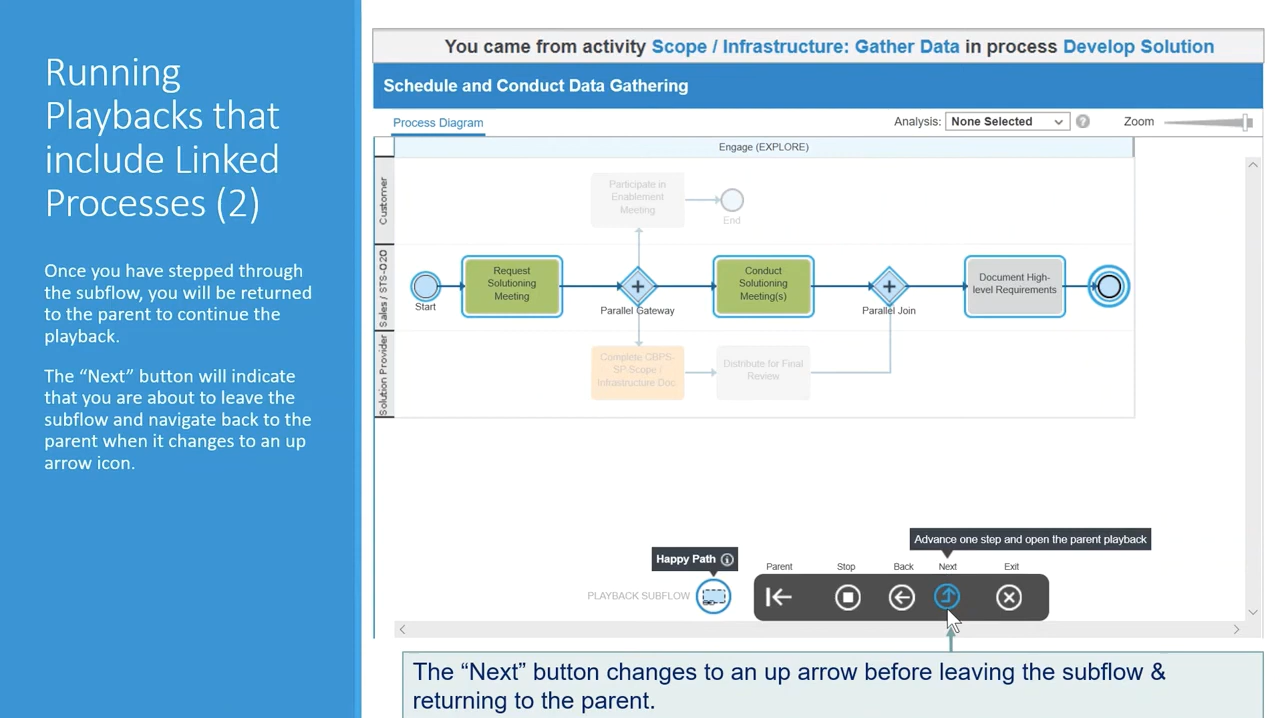 Running
Playbacks that
include Linked
Processes (2)
Once you have stepped through
the subflow, you will be returned
to the parent to continue the
playback.
The “Next” button will indicate
that you are about to leave the
subflow and navigate back to the
parent when it changes to an up
arrow icon.
You came from activity Scope / Infrastructure: Gather Data in process Develop Solution
Schedule and Conduct Data Gathering
Process Diagram
Analysis: None Selected ?
Zoom
Engage (EXPLORE)
Customer
Participate in
Enablement
Meeting
End
Sales / STS-O2O
Start
Request
Solutioning
Meeting
Parallel Gateway
Conduct
Solutioning
Meeting(s)
Parallel Join
Document High-
level Requirements
Solution Provider
Complete CBPS-
SP Scope /
Infrastructure Doc
Distribute for Final
Review
Advance one step and open the parent playback
Happy Path
PLAYBACK SUBFLOW
Parent
Stop
Back
Next
Exit
The “Next” button changes to an up arrow before leaving the subflow &
returning to the parent.